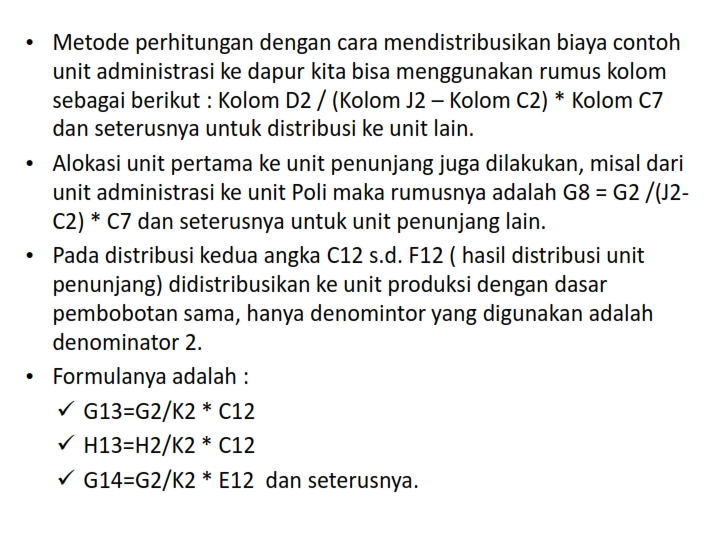 • Metode perhitungan dengan cara mendistribusikan biaya contoh
unit administrasi ke dapur kita bisa menggunakan rumus kolom
sebagai berikut : Kolom D2 / (Kolom J2 – Kolom C2) * Kolom C7
dan seterusnya untuk distribusi ke unit lain.
• Alokasi unit pertama ke unit penunjang juga dilakukan, misal dari
unit administrasi ke unit Poli maka rumusnya adalah G8 = G2 /(J2-
C2) * C7 dan seterusnya untuk unit penunjang lain.
• Pada distribusi kedua angka C12 s.d. F12 ( hasil distribusi unit
penunjang) didistribusikan ke unit produksi dengan dasar
pembobotan sama, hanya denomintor yang digunakan adalah
denominator 2.
• Formulanya adalah :
✓ G13=G2/K2 * C12
✓ H13=H2/K2 * C12
✓ G14=G2/K2 * E12 dan seterusnya.